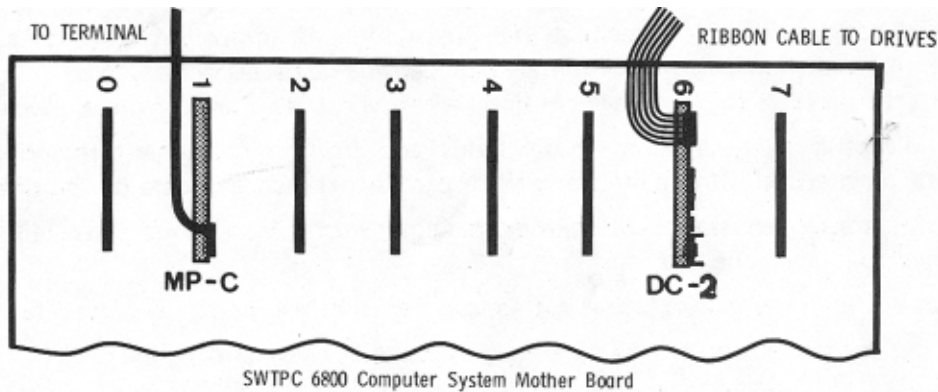 TO TERMINAL
RIBBON CABLE TO DRIVES
0 1 2 3 4 5 6 7
MP-C
DC-2
SWTPC 6800 Computer System Mother Board